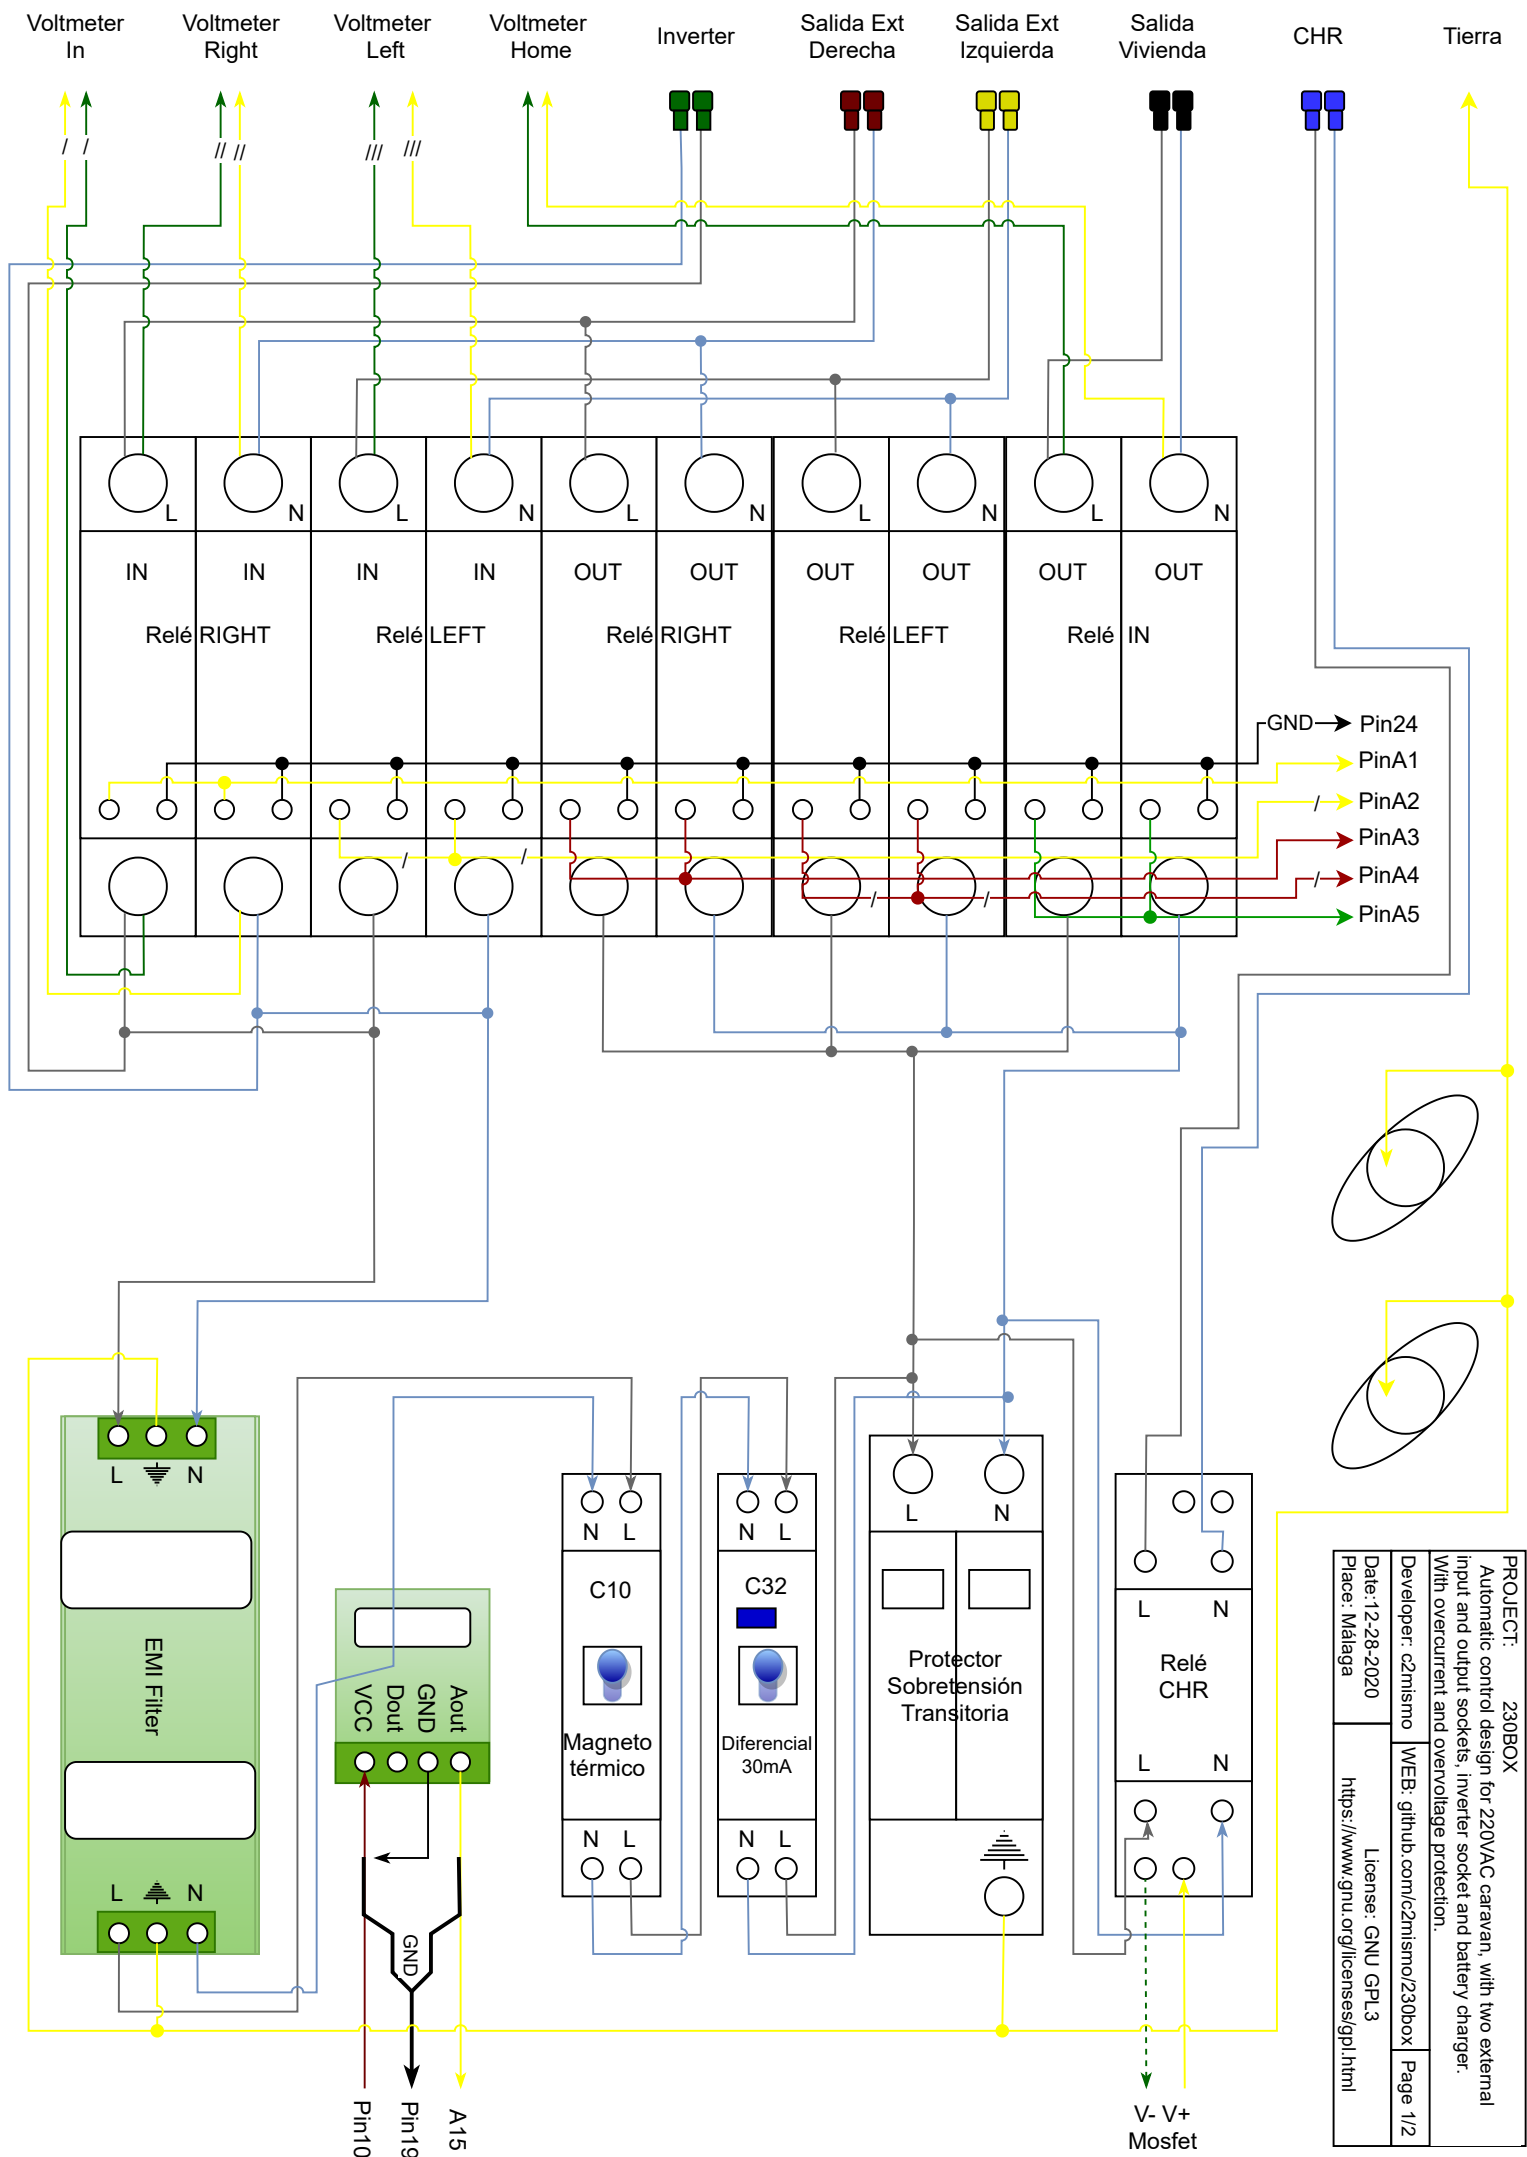 Voltmeter
In
Voltmeter
Right
Voltmeter
Left
Voltmeter
Home
Inverter
Salida Ext
Derecha
Salida Ext
Izquierda
Salida
Vivienda
CHR
Tierra
L
N
L
N
L
N
L
N
L
N
IN
IN
IN
IN
OUT
OUT
OUT
OUT
OUT
OUT
Relé RIGHT
Relé LEFT
Relé RIGHT
Relé LEFT
Relé IN
GND
Pin24
PinA1
PinA2
PinA3
PinA4
PinA5
L
N
EMI Filter
L
N
VCC
Dout
GND
Aout
GND
Pin10
Pin19
A15
N L
C10
Magneto
térmico
N L
N L
C32
Diferencial
30mA
N L
L
N
Protector
Sobretensión
Transitoria
L
N
Relé
CHR
L
N
V- V+
Mosfet
PROJECT: 230BOX
Automatic control design for 220VAC caravan, with two external
input and output sockets, inverter socket and battery charger.
With overcurrent and overvoltage protection.
Developer: c2mismo
WEB: github.com/c2mismo/230box
Page 1/2
Date:12-28-2020
Place: Málaga
License: GNU GPL3
https://www.gnu.org/licenses/gpl.html